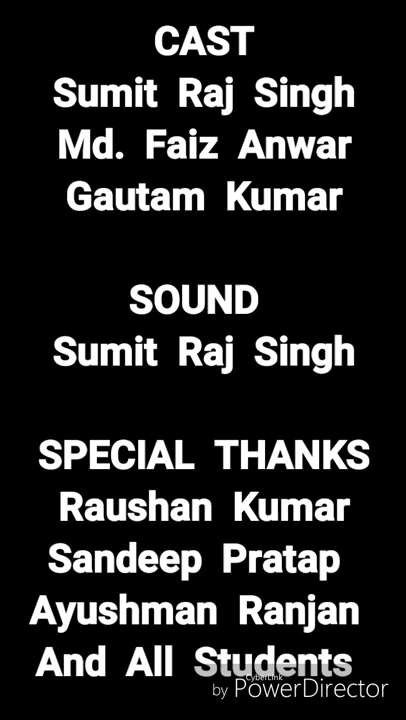 CAST
Sumit Raj Singh
Md. Faiz Anwar
Gautam Kumar
SOUND
Sumit Raj Singh
SPECIAL THANKS
Raushan Kumar
Sandeep Pratap
Ayushman Ranjan
And All Students
CyberLink
by PowerDirector